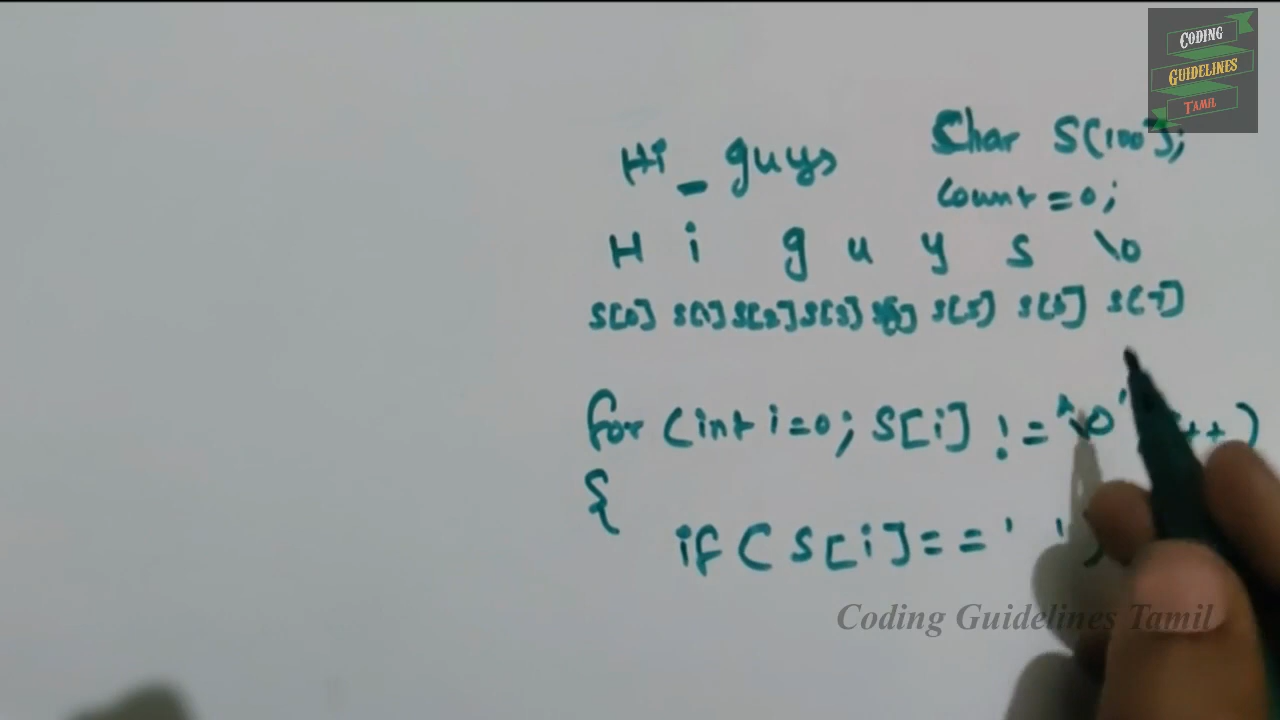 CODING
GUIDELINES
TAMIL
Hi_guys
Char S[100];
Count=0;
H i g u y s \0
S[0] S[1] S[2] S[3] S[5] S[6] S[7]
for (int i=0; S[i] != '\0' ++)
{
if ( S[i]==' ')
Coding Guidelines Tamil